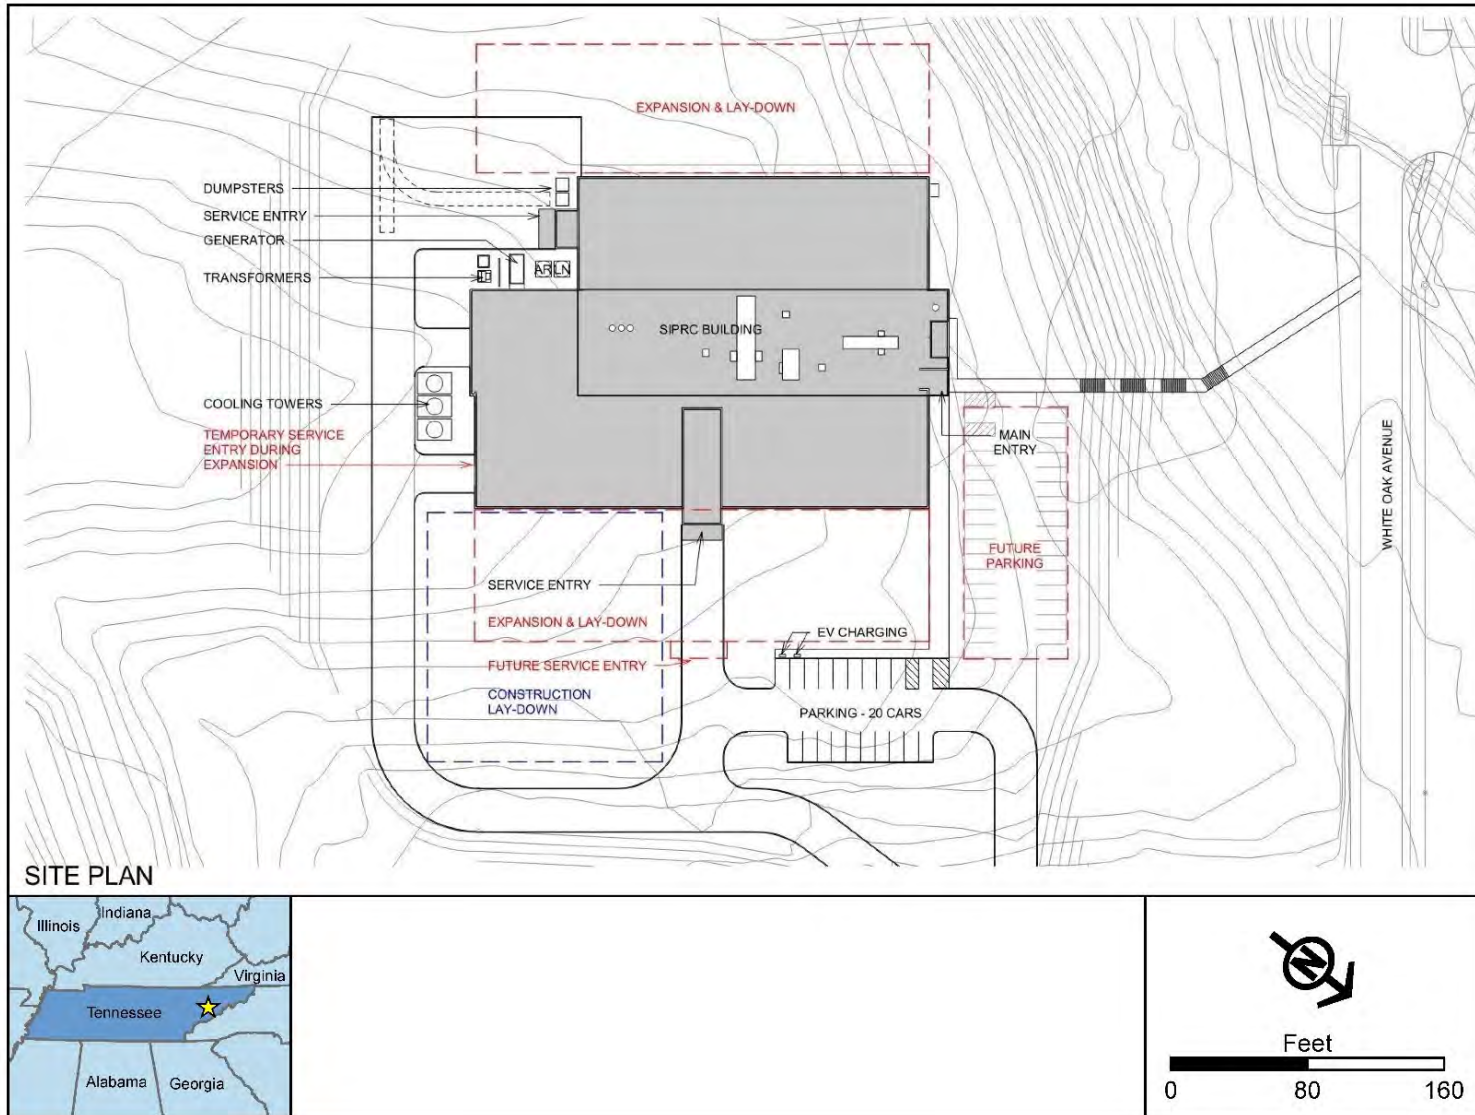 EXPANSION & LAY-DOWN
DUMPSTERS
SERVICE ENTRY
GENERATOR
TRANSFORMERS
AR LN
SIPRC BUILDING
COOLING TOWERS
TEMPORARY SERVICE
ENTRY DURING
EXPANSION
MAIN
ENTRY
WHITE OAK AVENUE
FUTURE
PARKING
SERVICE ENTRY
EXPANSION & LAY-DOWN
EV CHARGING
FUTURE SERVICE ENTRY
CONSTRUCTION
LAY-DOWN
PARKING - 20 CARS
SITE PLAN
Illinois
Indiana
Kentucky
Virginia
Tennessee
Alabama
Georgia
N
Feet
0 80 160